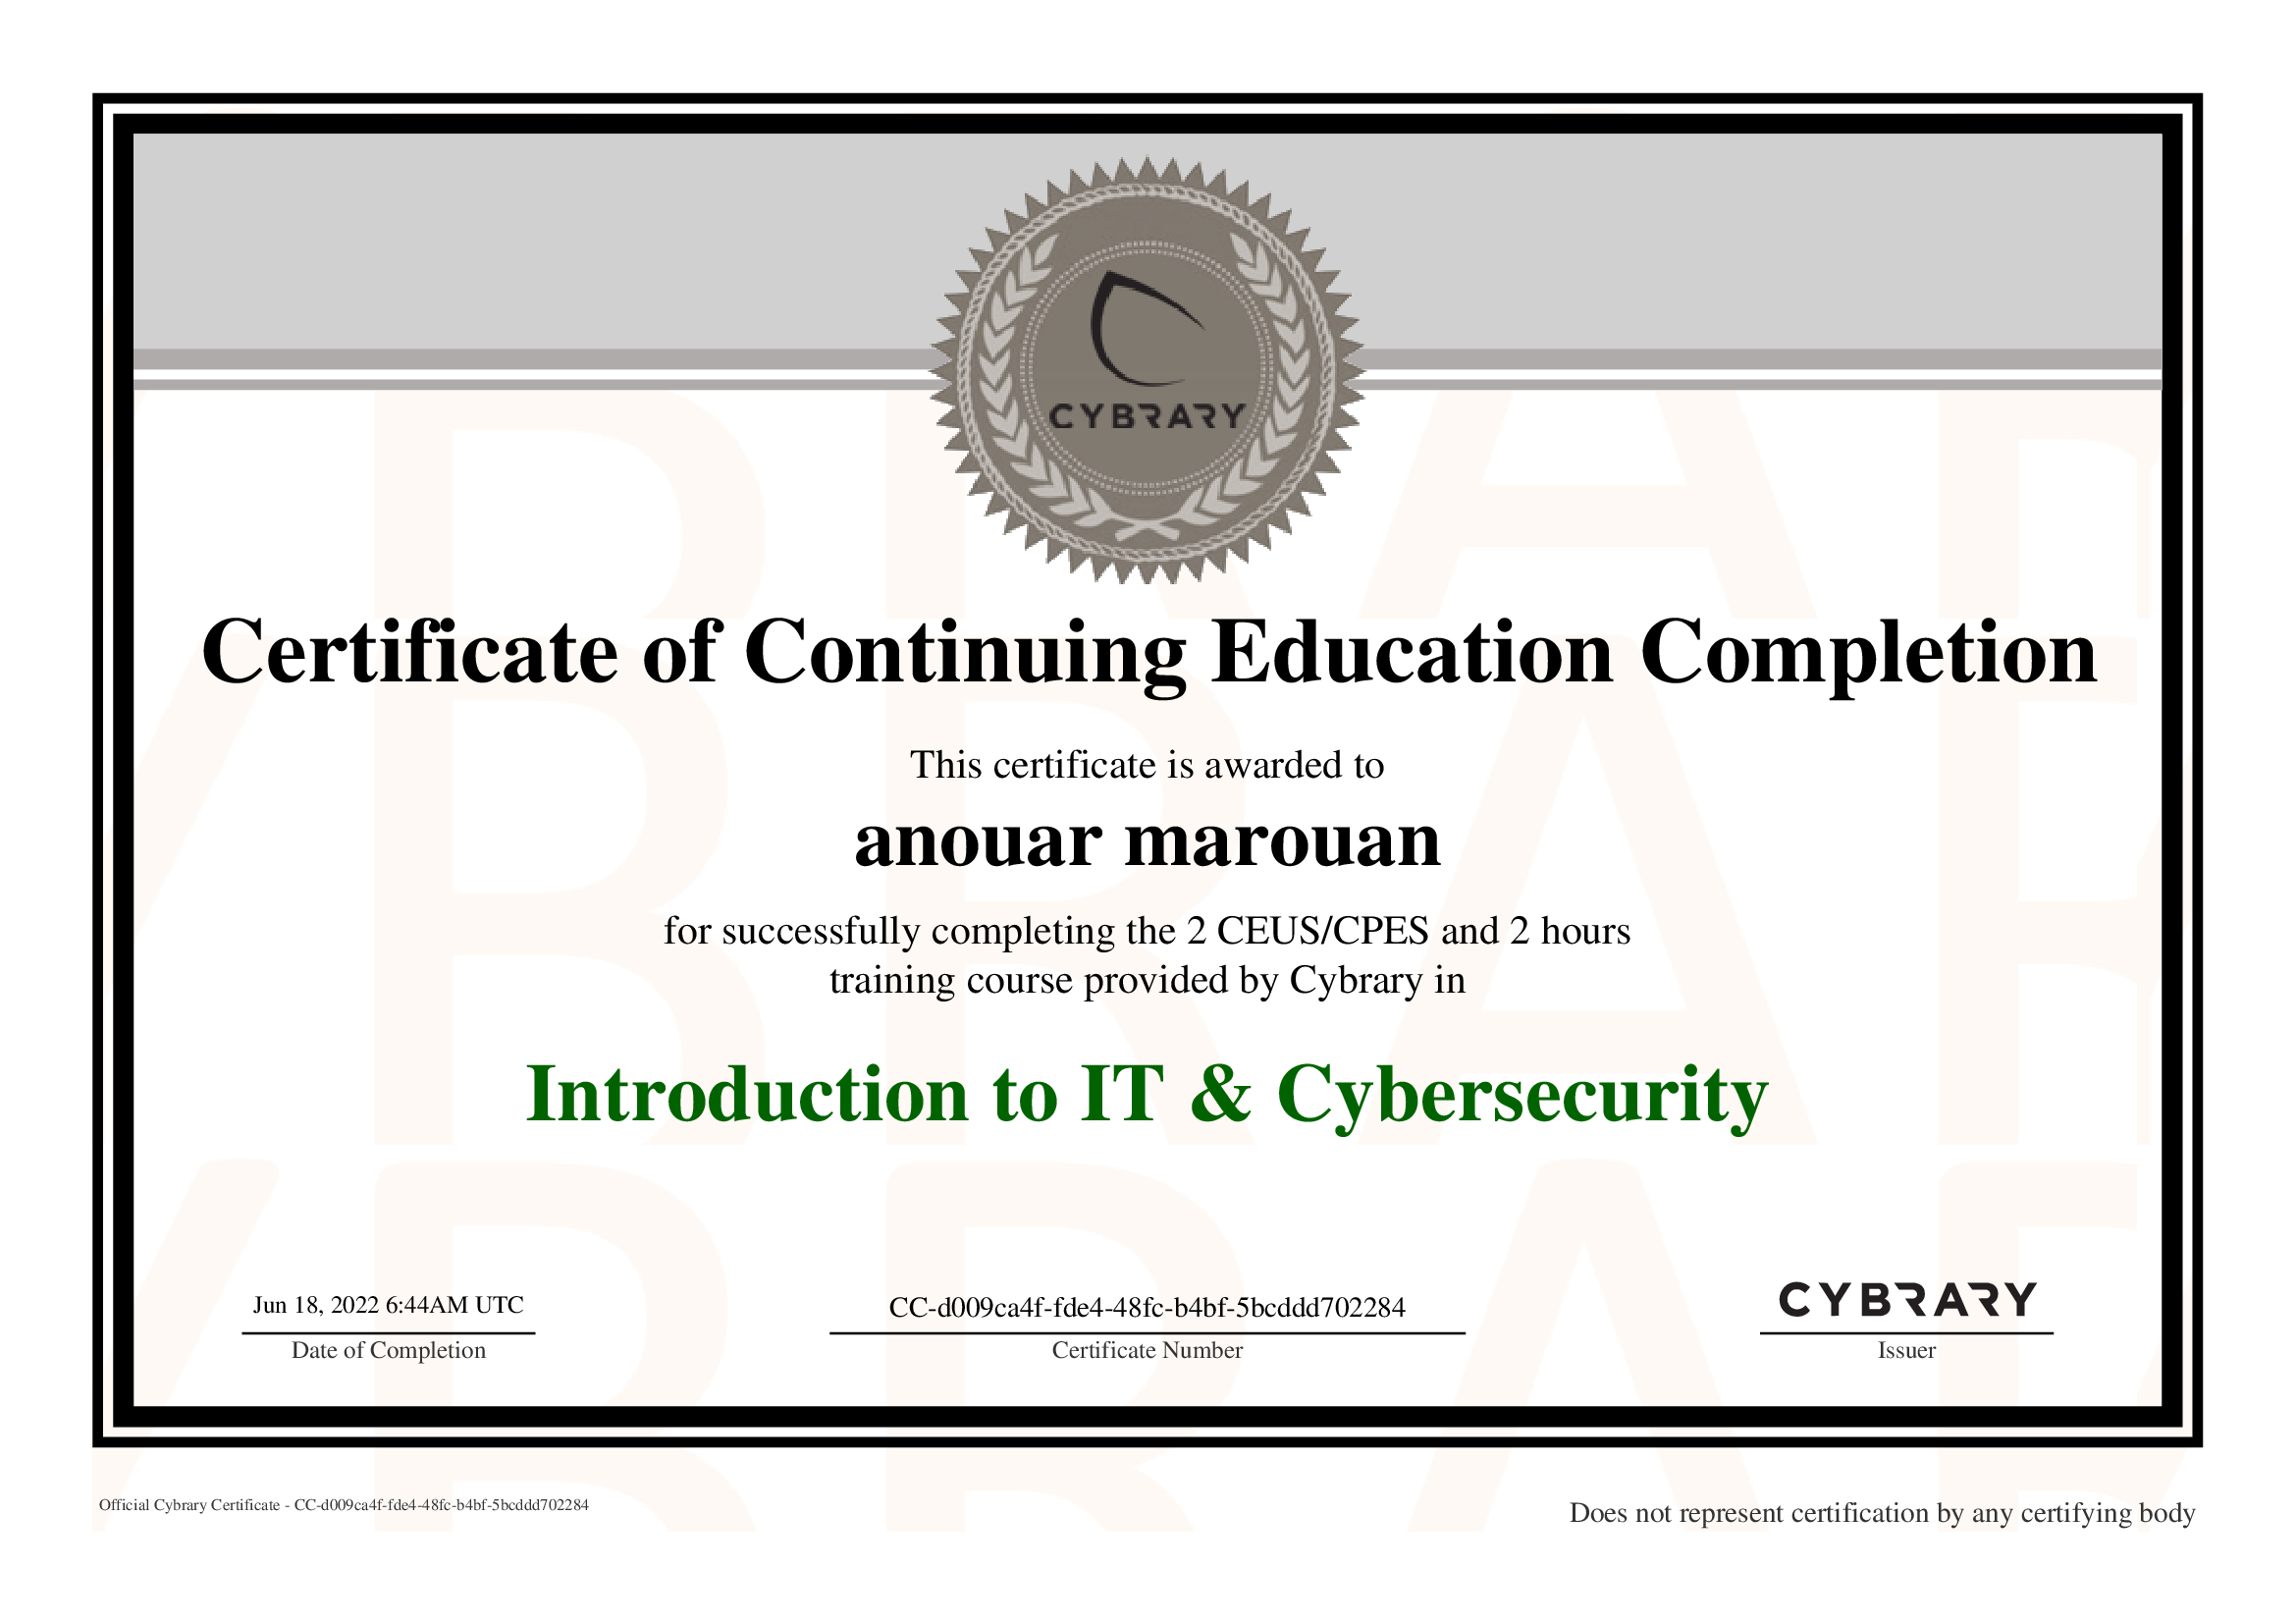 CYBRARY
Certificate of Continuing Education Completion
This certificate is awarded to
anouar marouan
for successfully completing the 2 CEUS/CPES and 2 hours
training course provided by Cybrary in
Introduction to IT & Cybersecurity
Jun 18, 2022 6:44AM UTC
Date of Completion
CC-d009ca4f-fde4-48fc-b4bf-5bcddd702284
Certificate Number
CYBRARY
Issuer
Official Cybrary Certificate - CC-d009ca4f-fde4-48fc-b4bf-5bcddd702284
Does not represent certification by any certifying body